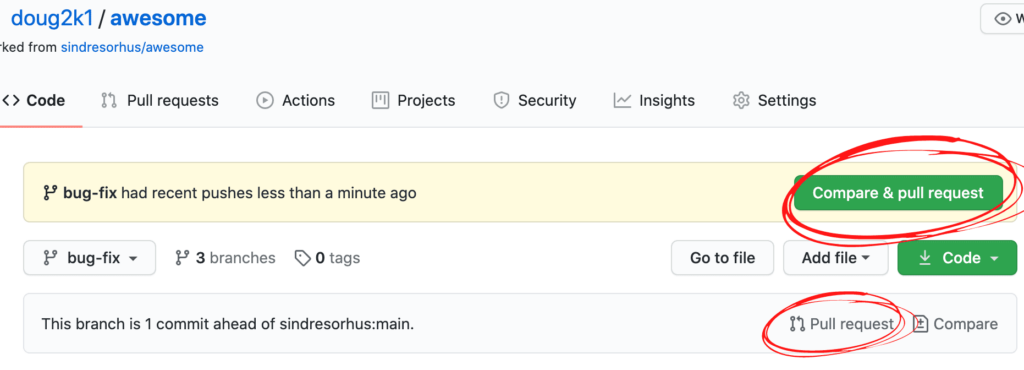 doug2k1 / awesome
rked from sindresorhus/awesome
Code Pull requests Actions Projects Security Insights Settings
bug-fix had recent pushes less than a minute ago Compare & pull request
bug-fix 3 branches 0 tags Go to file Add file Code
This branch is 1 commit ahead of sindresorhus:main. Pull request Compare